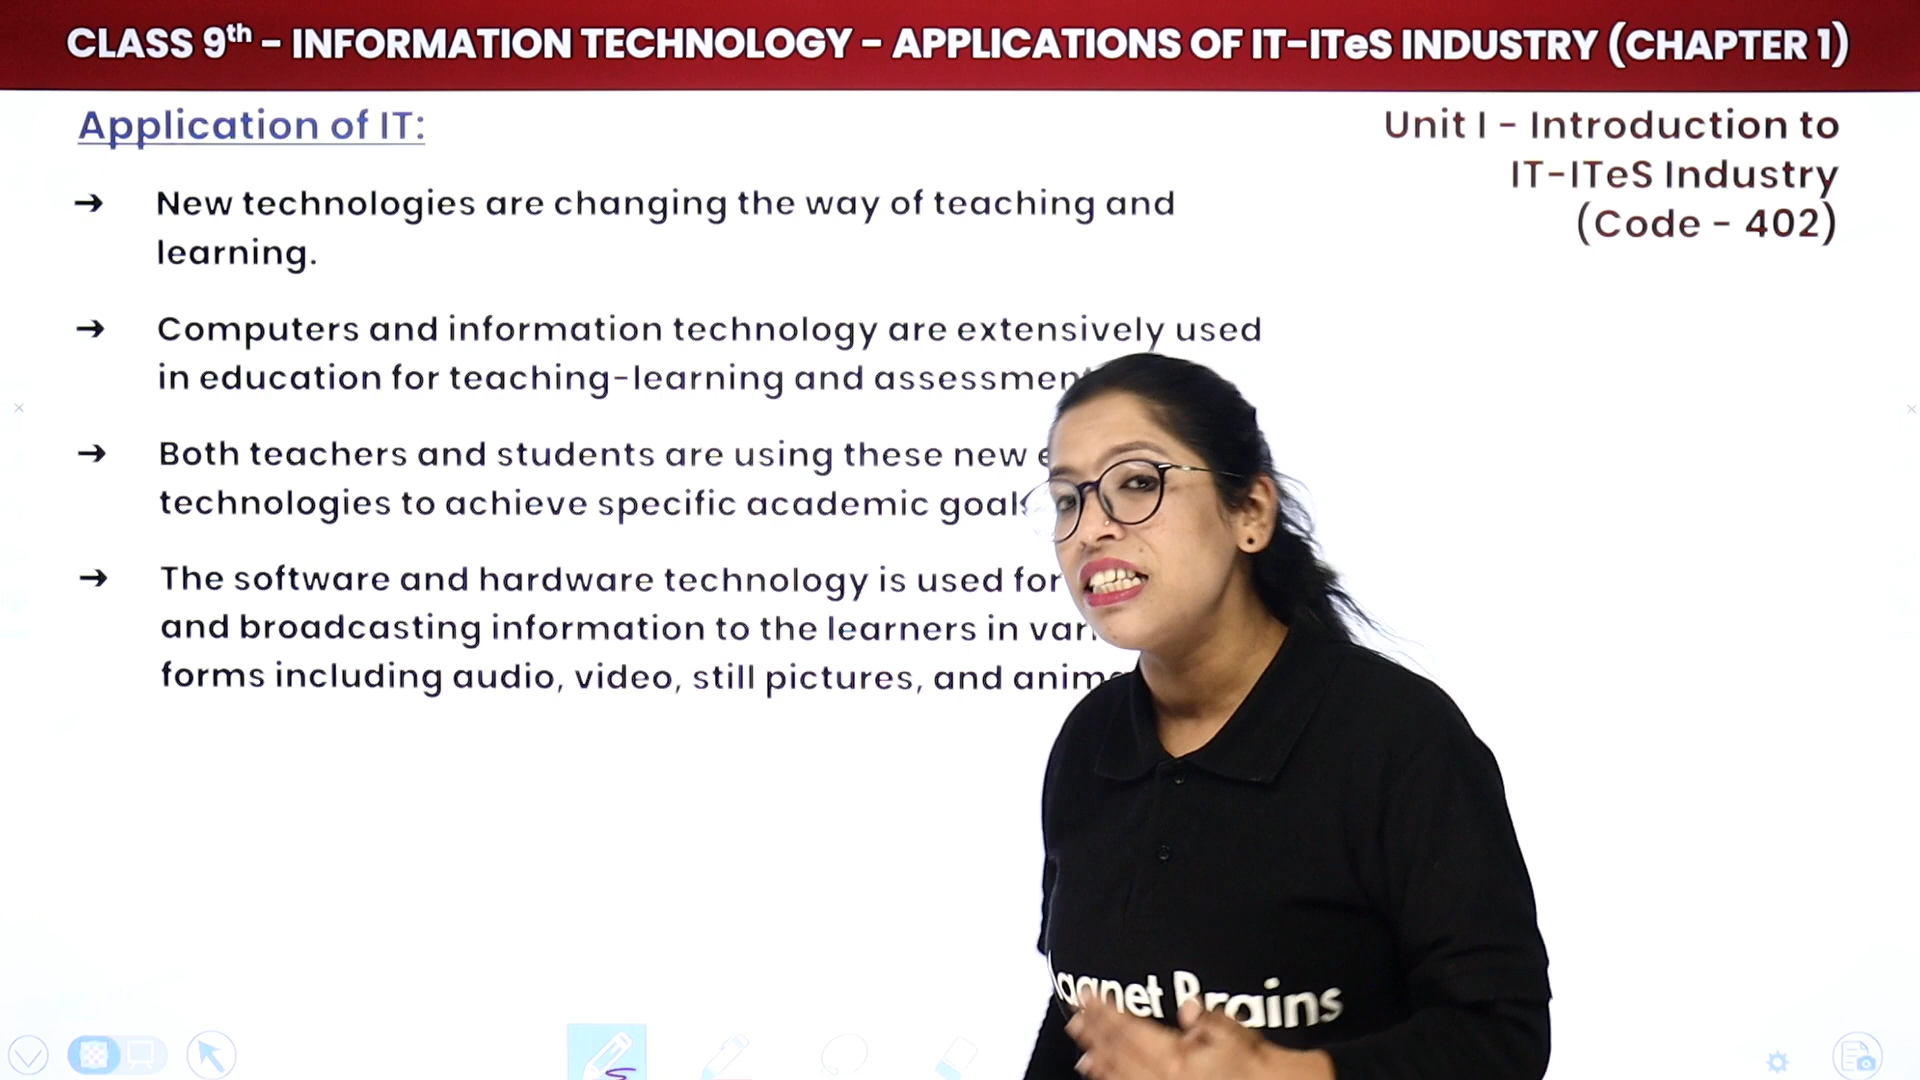 CLASS 9th – INFORMATION TECHNOLOGY – APPLICATIONS OF IT-ITeS INDUSTRY (CHAPTER 1)
Application of IT:
Unit I – Introduction to
IT-ITeS Industry
(Code - 402)
➔ New technologies are changing the way of teaching and
learning.
➔ Computers and information technology are extensively used
in education for teaching-learning and
➔ Both teachers and students are using these new
technologies to achieve specific academic
➔ The software and hardware technology is used for
and broadcasting information to the learners in
forms including audio, video, still pictures, and
Brains